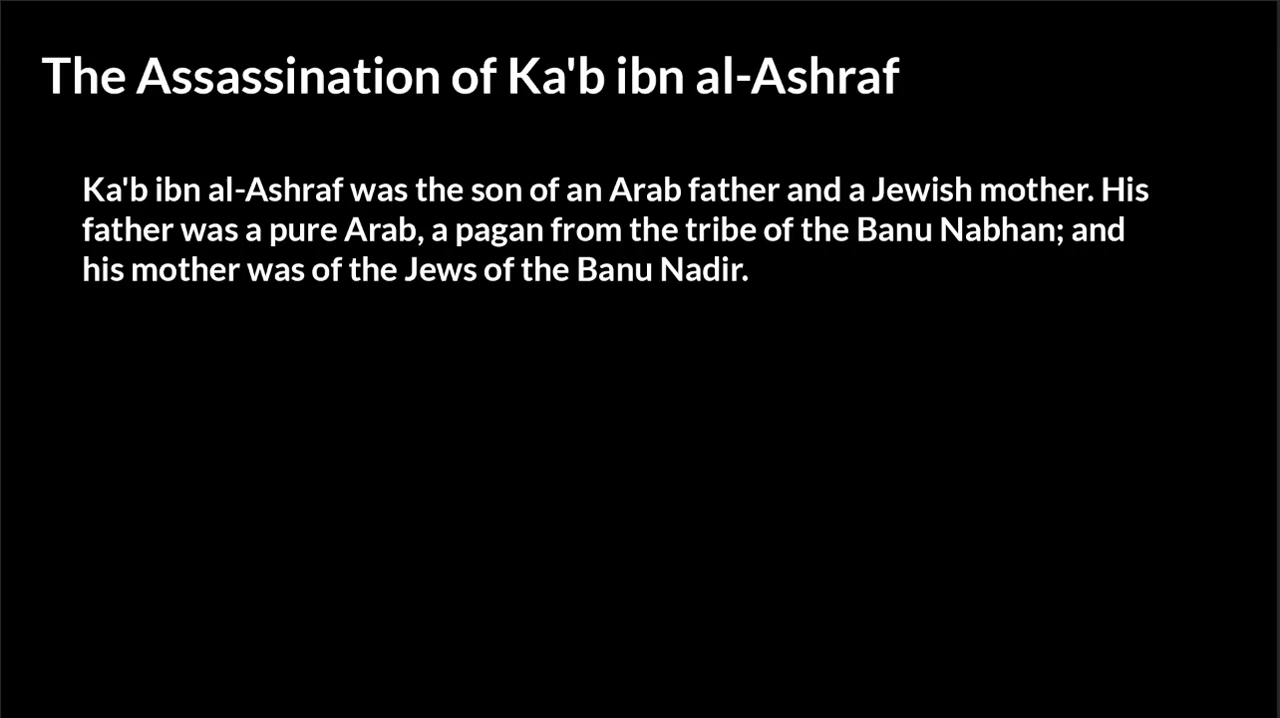 The Assassination of Ka'b ibn al-Ashraf
Ka'b ibn al-Ashraf was the son of an Arab father and a Jewish mother. His
father was a pure Arab, a pagan from the tribe of the Banu Nabhan; and
his mother was of the Jews of the Banu Nadir.